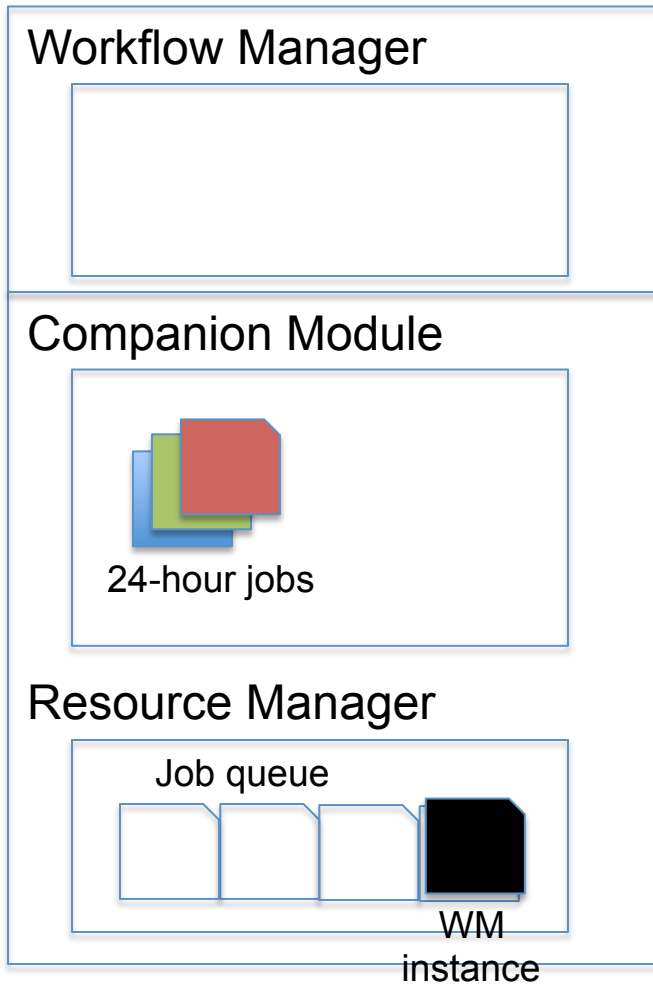 Workflow Manager
Companion Module
24-hour jobs
Resource Manager
Job queue
WM
instance